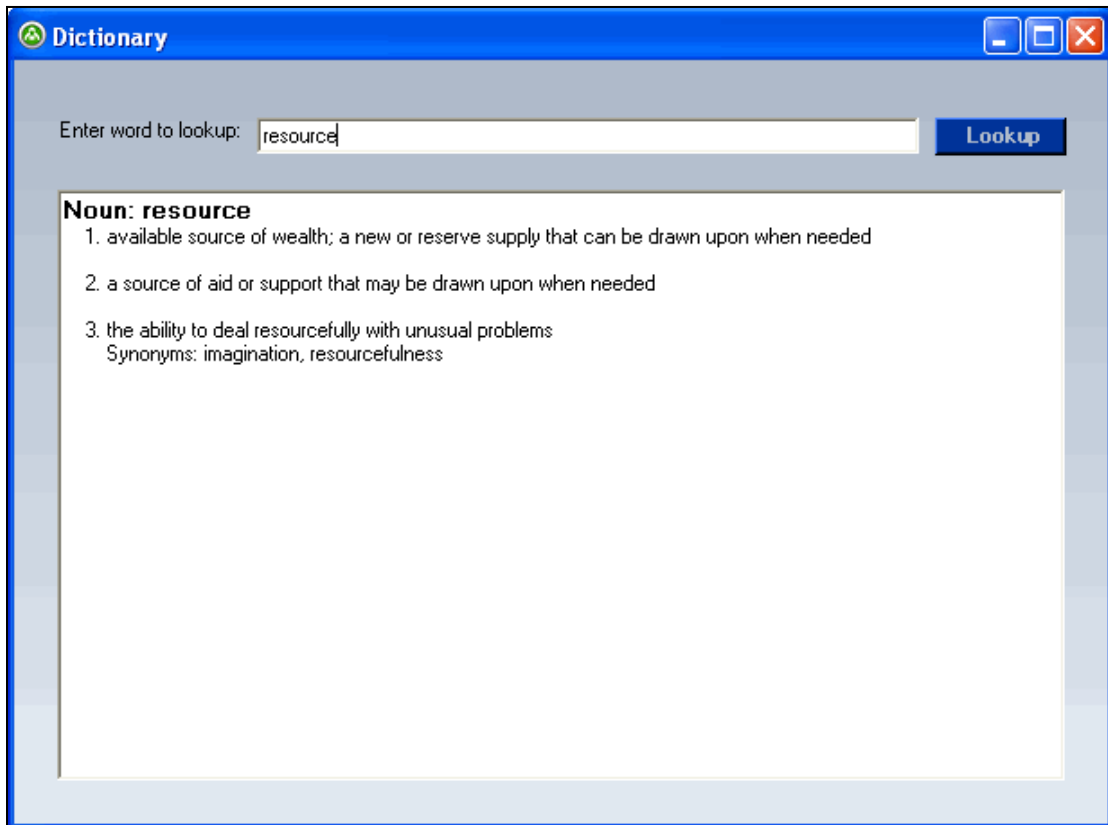 Dictionary
Enter word to lookup: resource Lookup
Noun: resource
1. available source of wealth; a new or reserve supply that can be drawn upon when needed
2. a source of aid or support that may be drawn upon when needed
3. the ability to deal resourcefully with unusual problems
Synonyms: imagination, resourcefulness